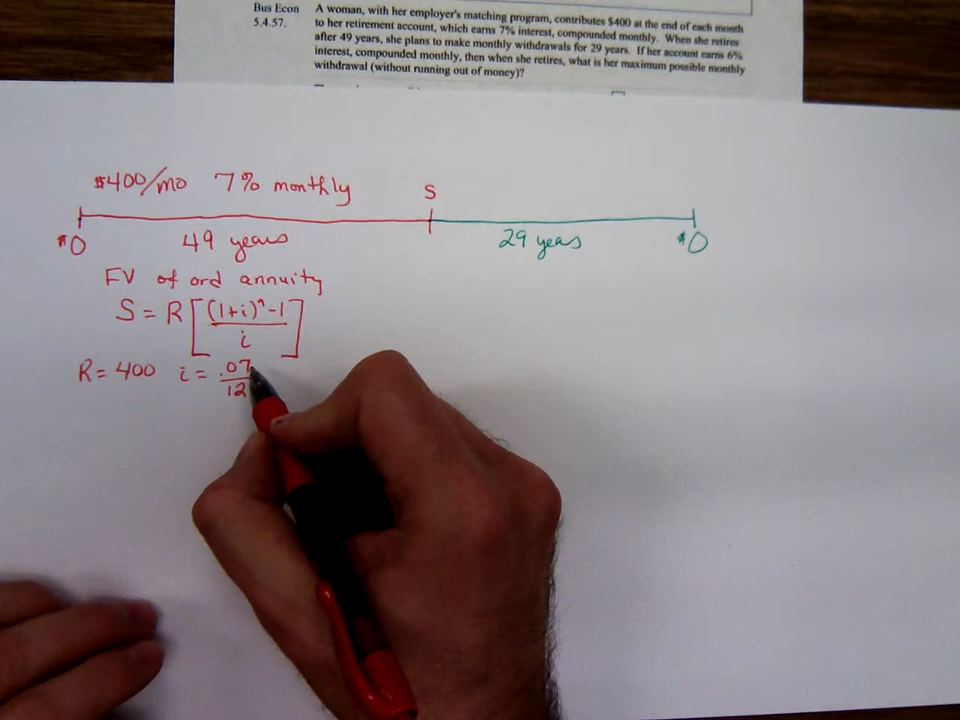 Bus Econ
5.4.57.
A woman, with her employer's matching program, contributes $400 at the end of each month
to her retirement account, which earns 7% interest, compounded monthly. When she retires
after 49 years, she plans to make monthly withdrawals for 29 years. If her account earns 6%
interest, compounded monthly, then when she retires, what is her maximum possible monthly
withdrawal (without running out of money)?
$400/mo 7% monthly
S
$0
49 years
29 yeas
$0
FV of ord annuity
S = R [ (1+i)^n - 1 / i ]
R = 400 i = .07 / 12